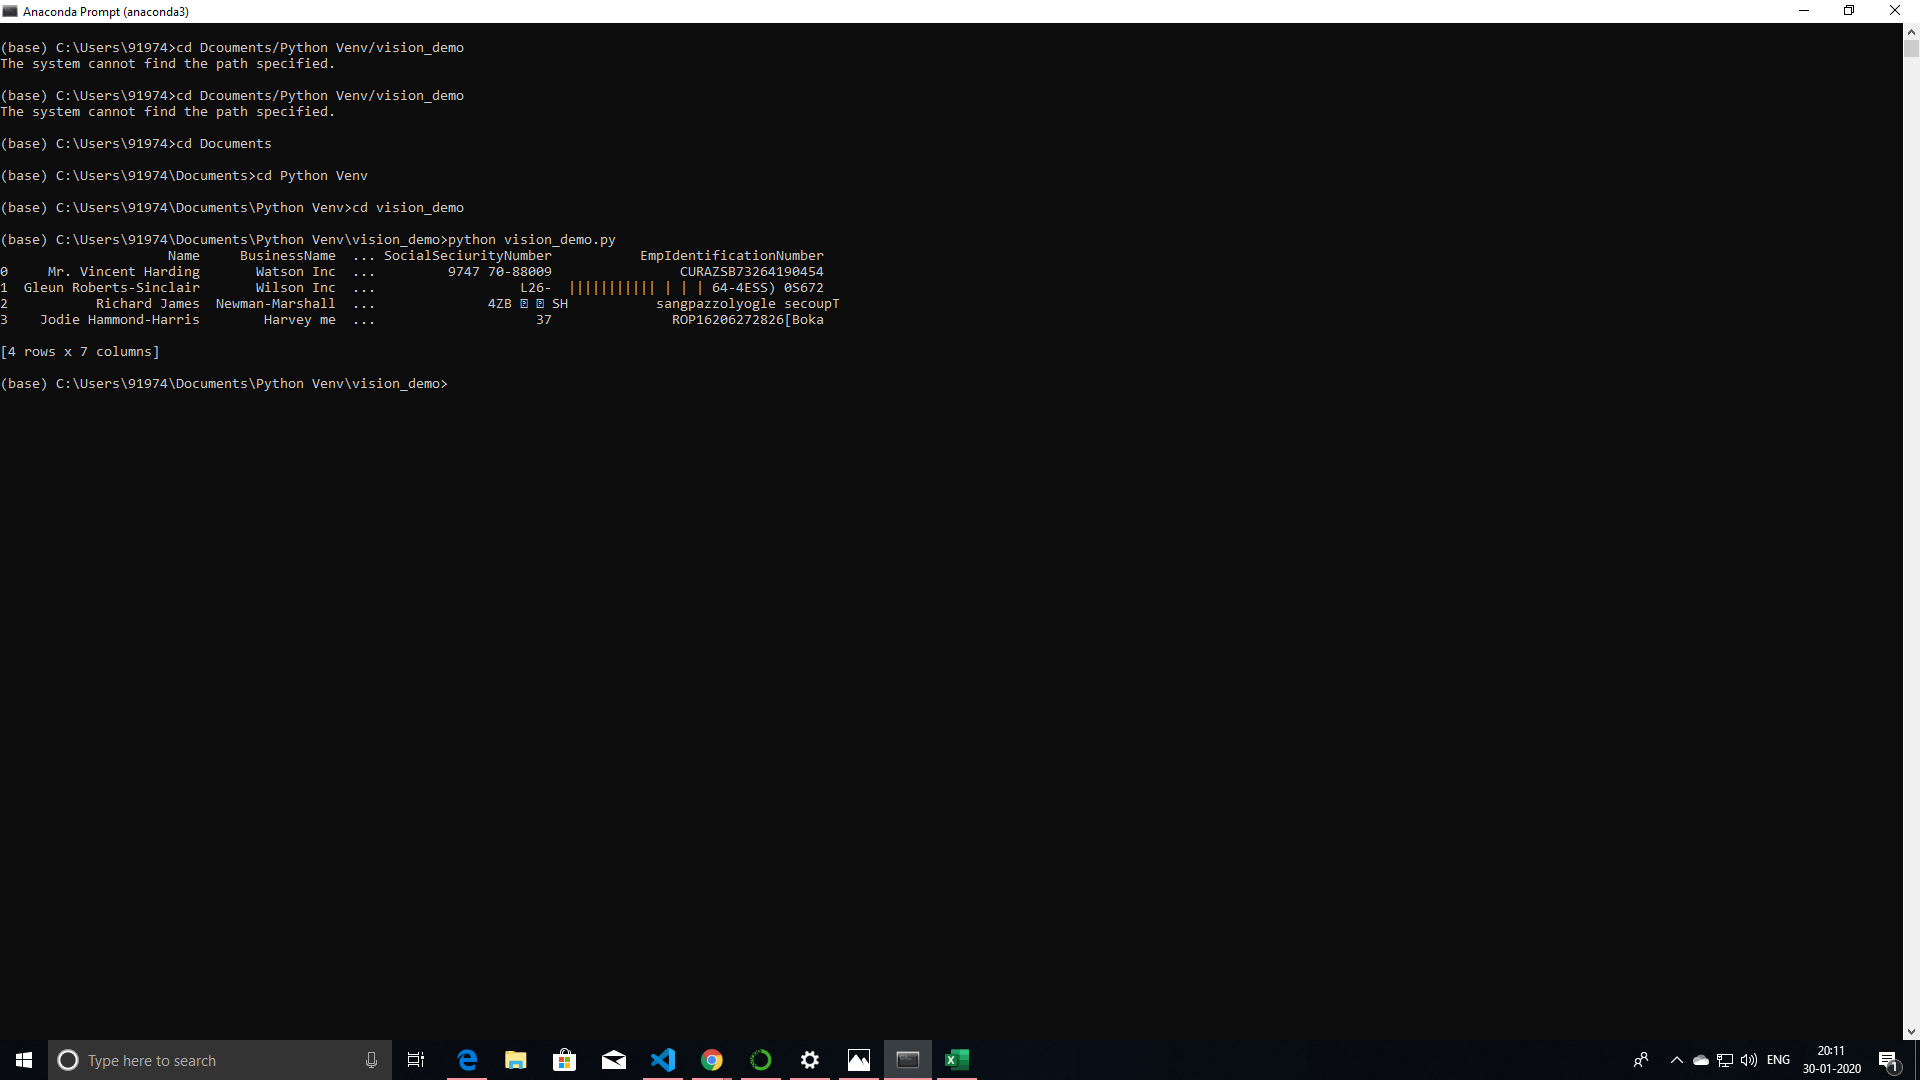 Anaconda Prompt (anaconda3)
(base) C:\Users\91974>cd Dcouments/Python Venv/vision_demo
The system cannot find the path specified.
(base) C:\Users\91974>cd Dcouments/Python Venv/vision_demo
The system cannot find the path specified.
(base) C:\Users\91974>cd Documents
(base) C:\Users\91974\Documents>cd Python Venv
(base) C:\Users\91974\Documents\Python Venv>cd vision_demo
(base) C:\Users\91974\Documents\Python Venv\vision_demo>python vision_demo.py
Name BusinessName ... SocialSeciurityNumber EmpIdentificationNumber
0 Mr. Vincent Harding Watson Inc ... 9747 70-88009 CURAZSB73264190454
1 Gleun Roberts-Sinclair Wilson Inc ... L26- ||||||||||| | | | 64-4ESS) 0S672
2 Richard James Newman-Marshall ... 4ZB SH sangpazzolyogle secoupT
3 Jodie Hammond-Harris Harvey me ... 37 ROP16206272826[Boka
[4 rows x 7 columns]
(base) C:\Users\91974\Documents\Python Venv\vision_demo>
Type here to search
ENG
20:11
30-01-2020
1